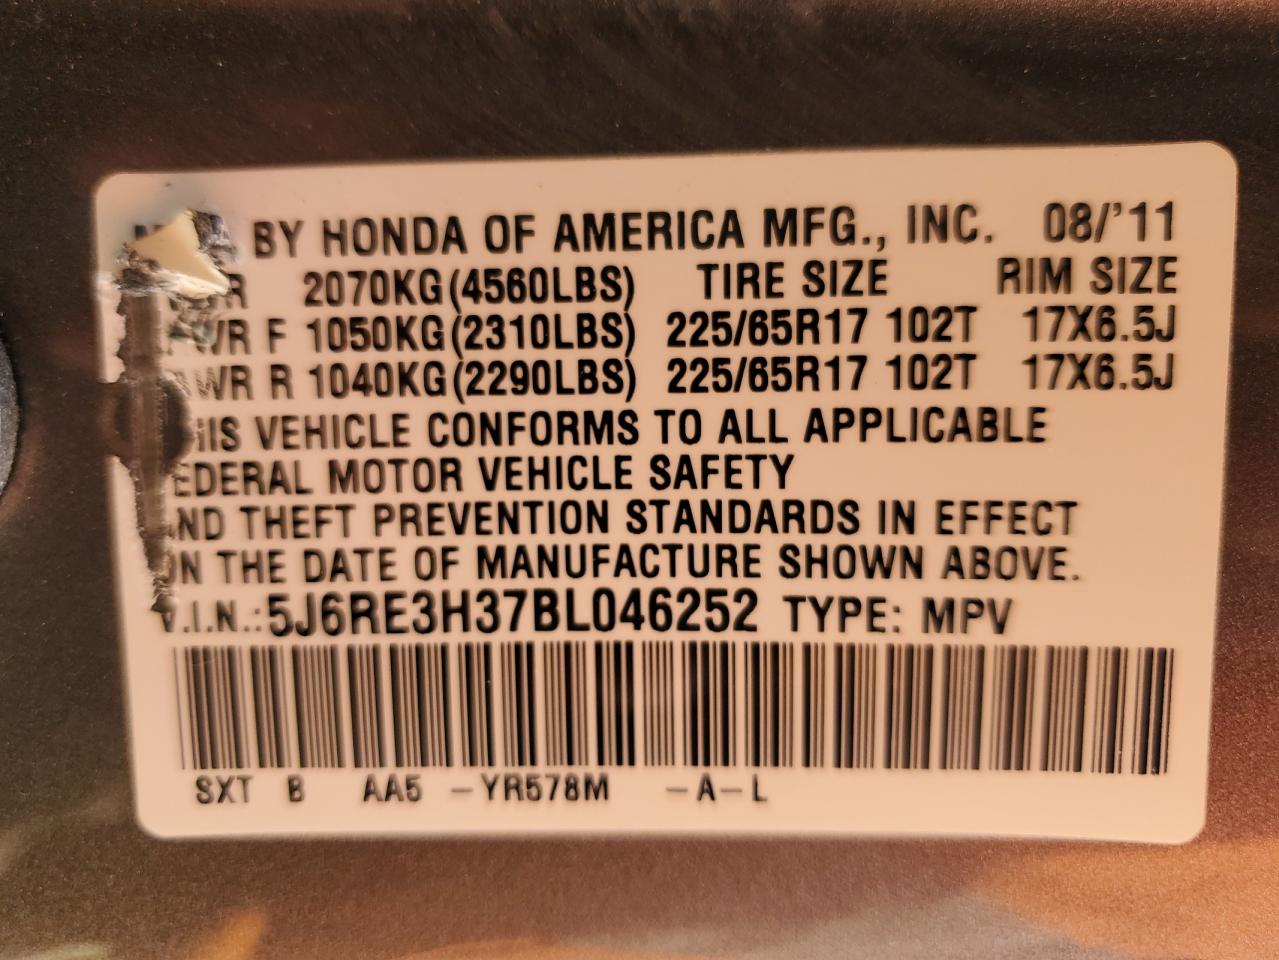 BY HONDA OF AMERICA MFG., INC. 08/'11
2070KG(4560LBS) TIRE SIZE RIM SIZE
F 1050KG(2310LBS) 225/65R17 102T 17X6.5J
R 1040KG(2290LBS) 225/65R17 102T 17X6.5J
VEHICLE CONFORMS TO ALL APPLICABLE
FEDERAL MOTOR VEHICLE SAFETY
AND THEFT PREVENTION STANDARDS IN EFFECT
ON THE DATE OF MANUFACTURE SHOWN ABOVE.
V.I.N.:5J6RE3H37BL046252 TYPE: MPV
SXT B AA5 -YR578M -A-L